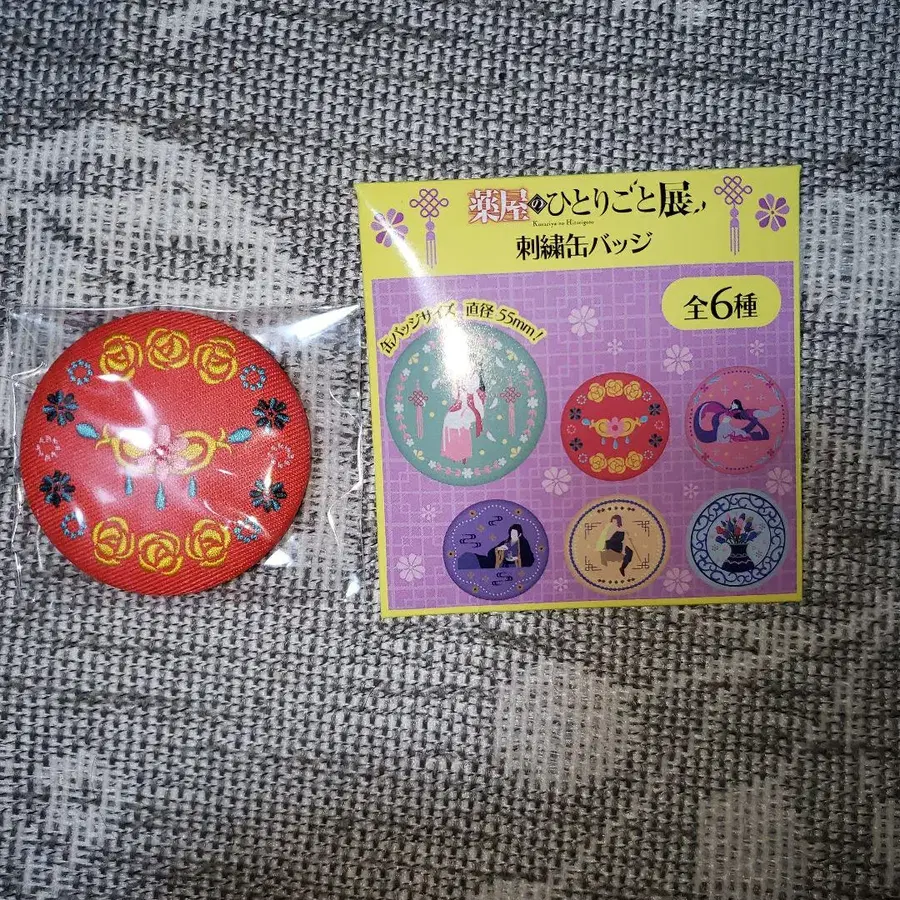 薬屋のひとりごと展
Kusuriya no Hitorigoto
刺繍缶バッジ
全6種
缶バッジサイズ 直径55mm!